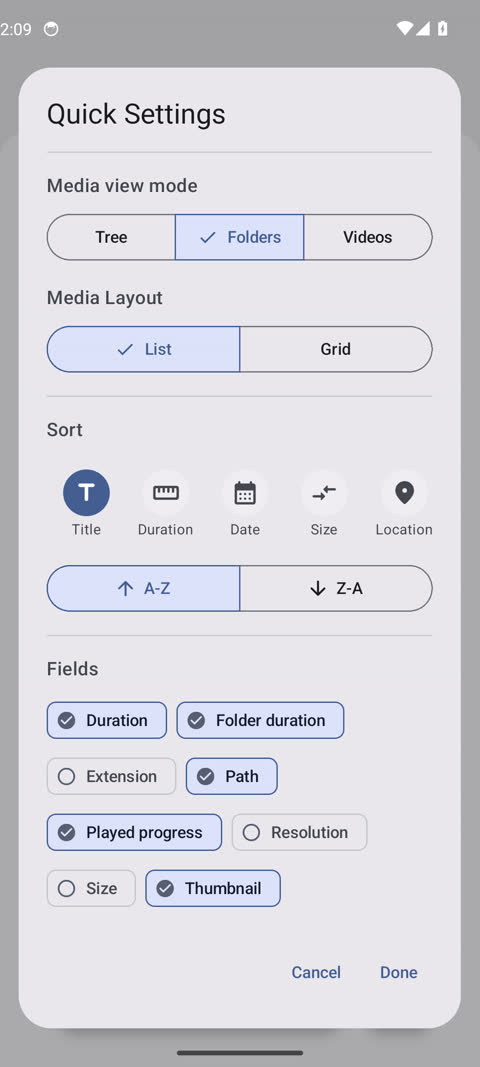 2:09
Quick Settings
Media view mode
Tree Folders Videos
Media Layout
List Grid
Sort
Title Duration Date Size Location
A-Z Z-A
Fields
Duration Folder duration
Extension Path
Played progress Resolution
Size Thumbnail
Cancel Done